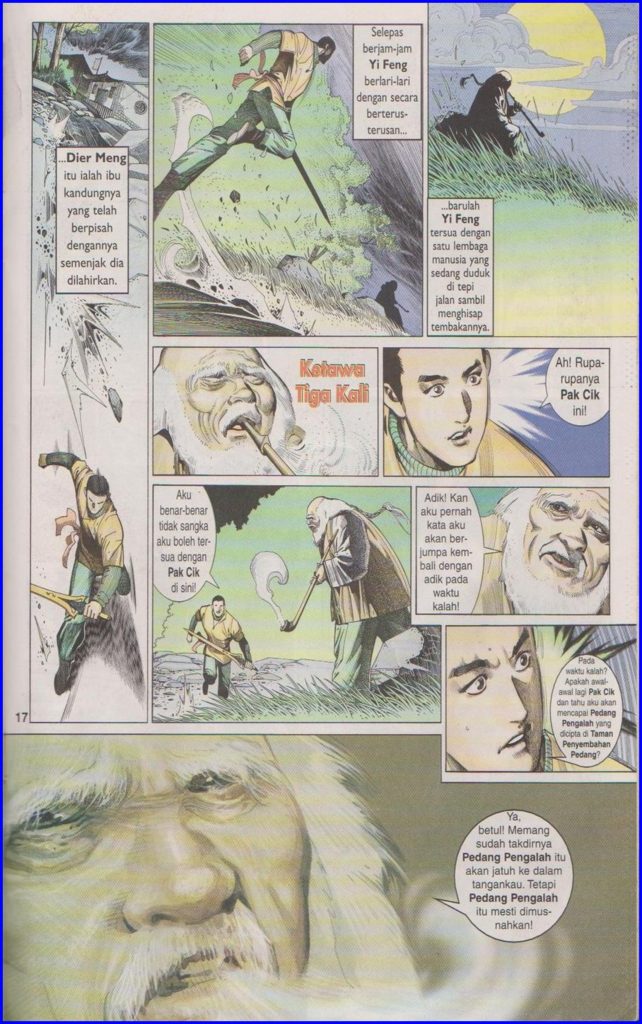 ...Dier Meng
itu ialah ibu
kandungnya
yang telah
berpisah
dengannya
semenjak dia
dilahirkan.
Selepas
berjam-jam
Yi Feng
berlari-lari
dengan secara
berterus-
terusan...
...barulah
Yi Feng
tersua dengan
satu lembaga
manusia yang
sedang duduk
di tepi
jalan sambil
menghisap
tembakannya.
Ketawa
Tiga Kali
Ah! Rupa-
rupanya
Pak Cik
ini!
Aku
benar-benar
tidak sangka
aku boleh ter-
sua dengan
Pak Cik
di sini!
Adik! Kan
aku pernah
kata aku
akan ber-
jumpa kem-
bali dengan
adik pada
waktu
kalah!
Pada
waktu kalah?
Apakah awal-
awal lagi Pak Cik
dan tahu aku akan
mencapai Pedang
Pengalah yang
dicipta di Taman
Penyembahan
Pedang?
17
Ya,
betul! Memang
sudah takdirnya
Pedang Pengalah itu
akan jatuh ke dalam
tangankau. Tetapi
Pedang Pengalah
itu mesti dimus-
nahkan!